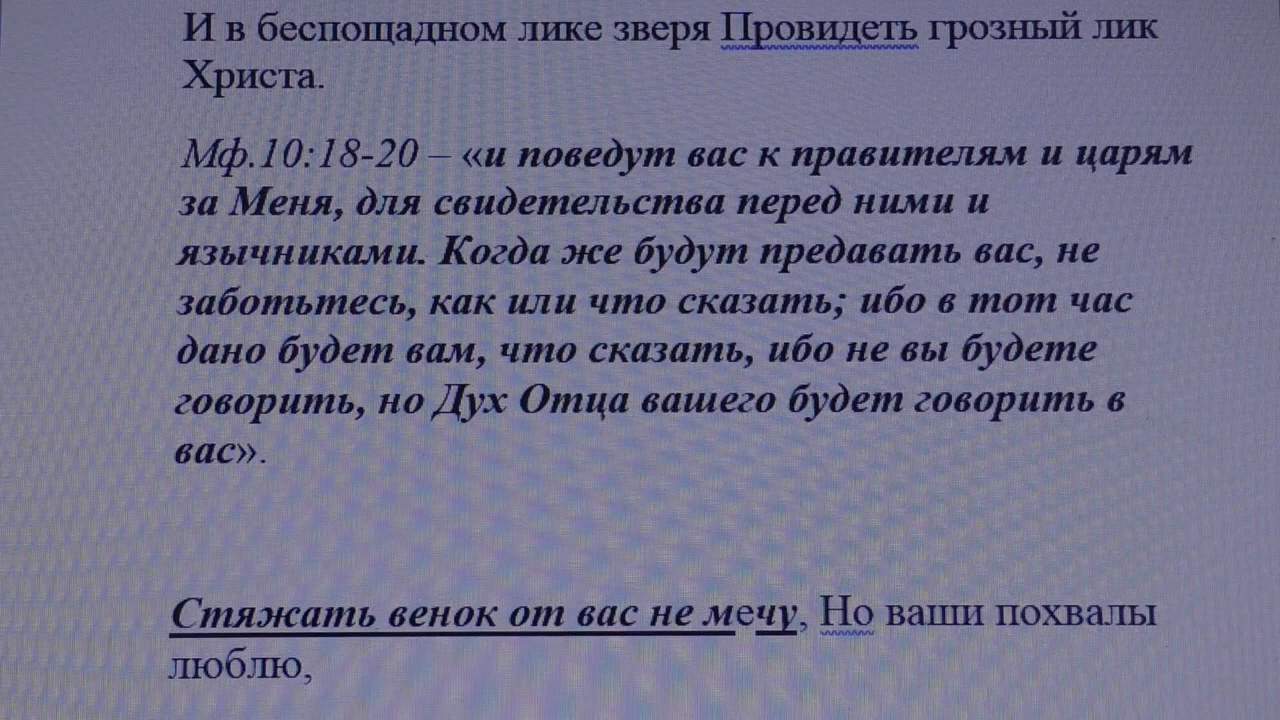 И в беспощадном лике зверя Провидеть грозный лик
Христа.
Мф.10:18-20 – «и поведут вас к правителям и царям
за Меня, для свидетельства перед ними и
язычниками. Когда же будут предавать вас, не
заботьтесь, как или что сказать; ибо в тот час
дано будет вам, что сказать, ибо не вы будете
говорить, но Дух Отца вашего будет говорить в
вас».
Стяжать венок от вас не мечу, Но ваши похвалы
люблю,